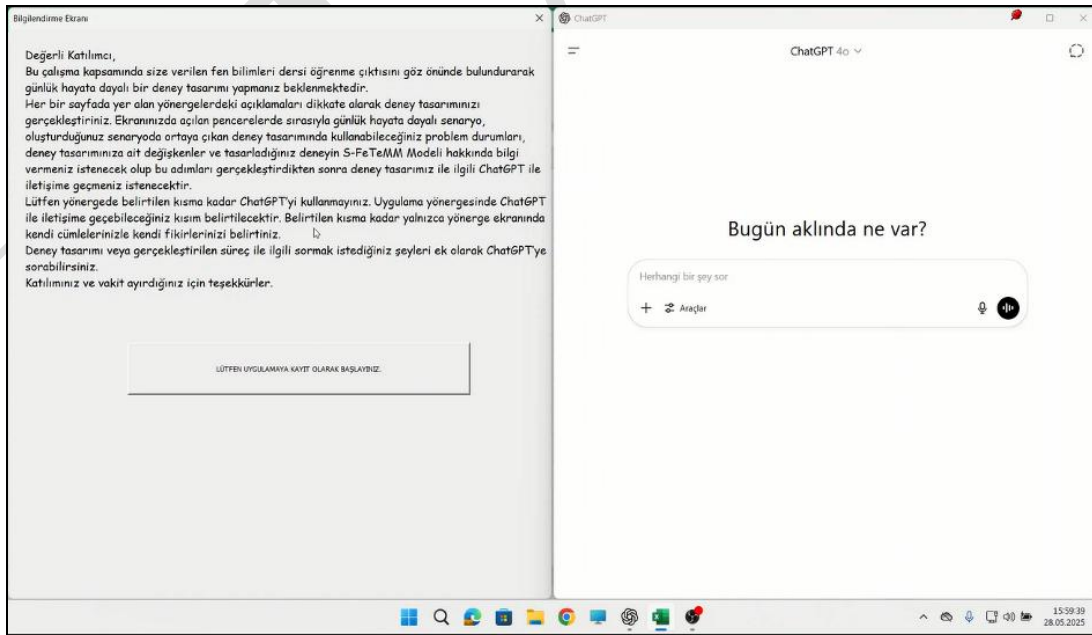 Bilgilendirme Ekranı
Değerli Katılımcı,
Bu çalışma kapsamında size verilen fen bilimleri dersi öğrenme çıktısını göz önünde bulundurarak
günlük hayata dayalı bir deney tasarımı yapmanız beklenmektedir.
Her bir sayfada yer alan yönergelerdeki açıklamaları dikkate alarak deney tasarımınızı
gerçekleştiriniz. Ekranınızda açılan pencerelerde sırasıyla günlük hayata dayalı senaryo,
oluşturduğunuz senaryoda ortaya çıkan deney tasarımında kullanabileceğiniz problem durumları,
deney tasarımınıza ait değişkenler ve tasarladığınız deneyin S-FeTeMM Modeli hakkında bilgi
vermeniz istenecek olup bu adımları gerçekleştirdikten sonra deney tasarımız ile ilgili ChatGPT ile
iletişime geçmeniz istenecektir.
Lütfen yönergede belirtilen kısma kadar ChatGPT'yi kullanmayınız. Uygulama yönergesinde ChatGPT
ile iletişime geçebileceğiniz kısım belirtilecektir. Belirtilen kısma kadar yalnızca yönerge ekranında
kendi cümlelerinizle kendi fikirlerinizi belirtiniz.
Deney tasarımı veya gerçekleştirilen süreç ile ilgili sormak istediğiniz şeyleri ek olarak ChatGPT'ye
sorabilirsiniz.
Katılımınız ve vakit ayırdığınız için teşekkürler.
LÜTFEN UYGULAMAYA KAYIT OLARAK BAŞLAYINIZ.
ChatGPT
ChatGPT 4o
Bugün aklında ne var?
Herhangi bir şey sor
Araçlar
15:59:39
28.05.2025